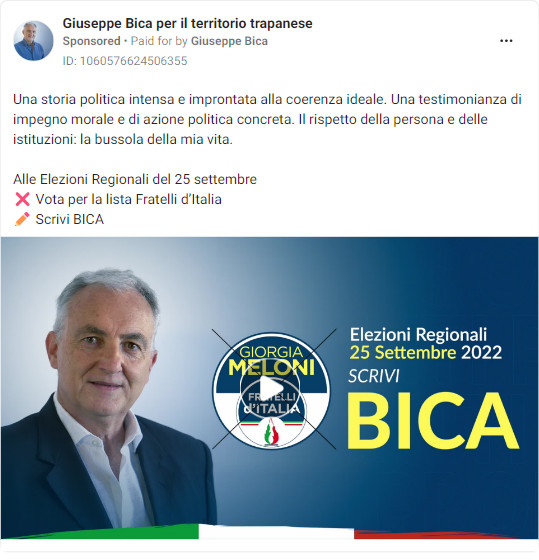 Giuseppe Bica per il territorio trapanese
Sponsored • Paid for by Giuseppe Bica
ID: 1060576624506355
Una storia politica intensa e improntata alla coerenza ideale. Una testimonianza di
impegno morale e di azione politica concreta. Il rispetto della persona e delle
istituzioni: la bussola della mia vita.
Alle Elezioni Regionali del 25 settembre
❌ Vota per la lista Fratelli d’Italia
✏️ Scrivi BICA
GIORGIA
MELONI
FRATELLI
d'ITALIA
Elezioni Regionali
25 Settembre 2022
SCRIVI
BICA